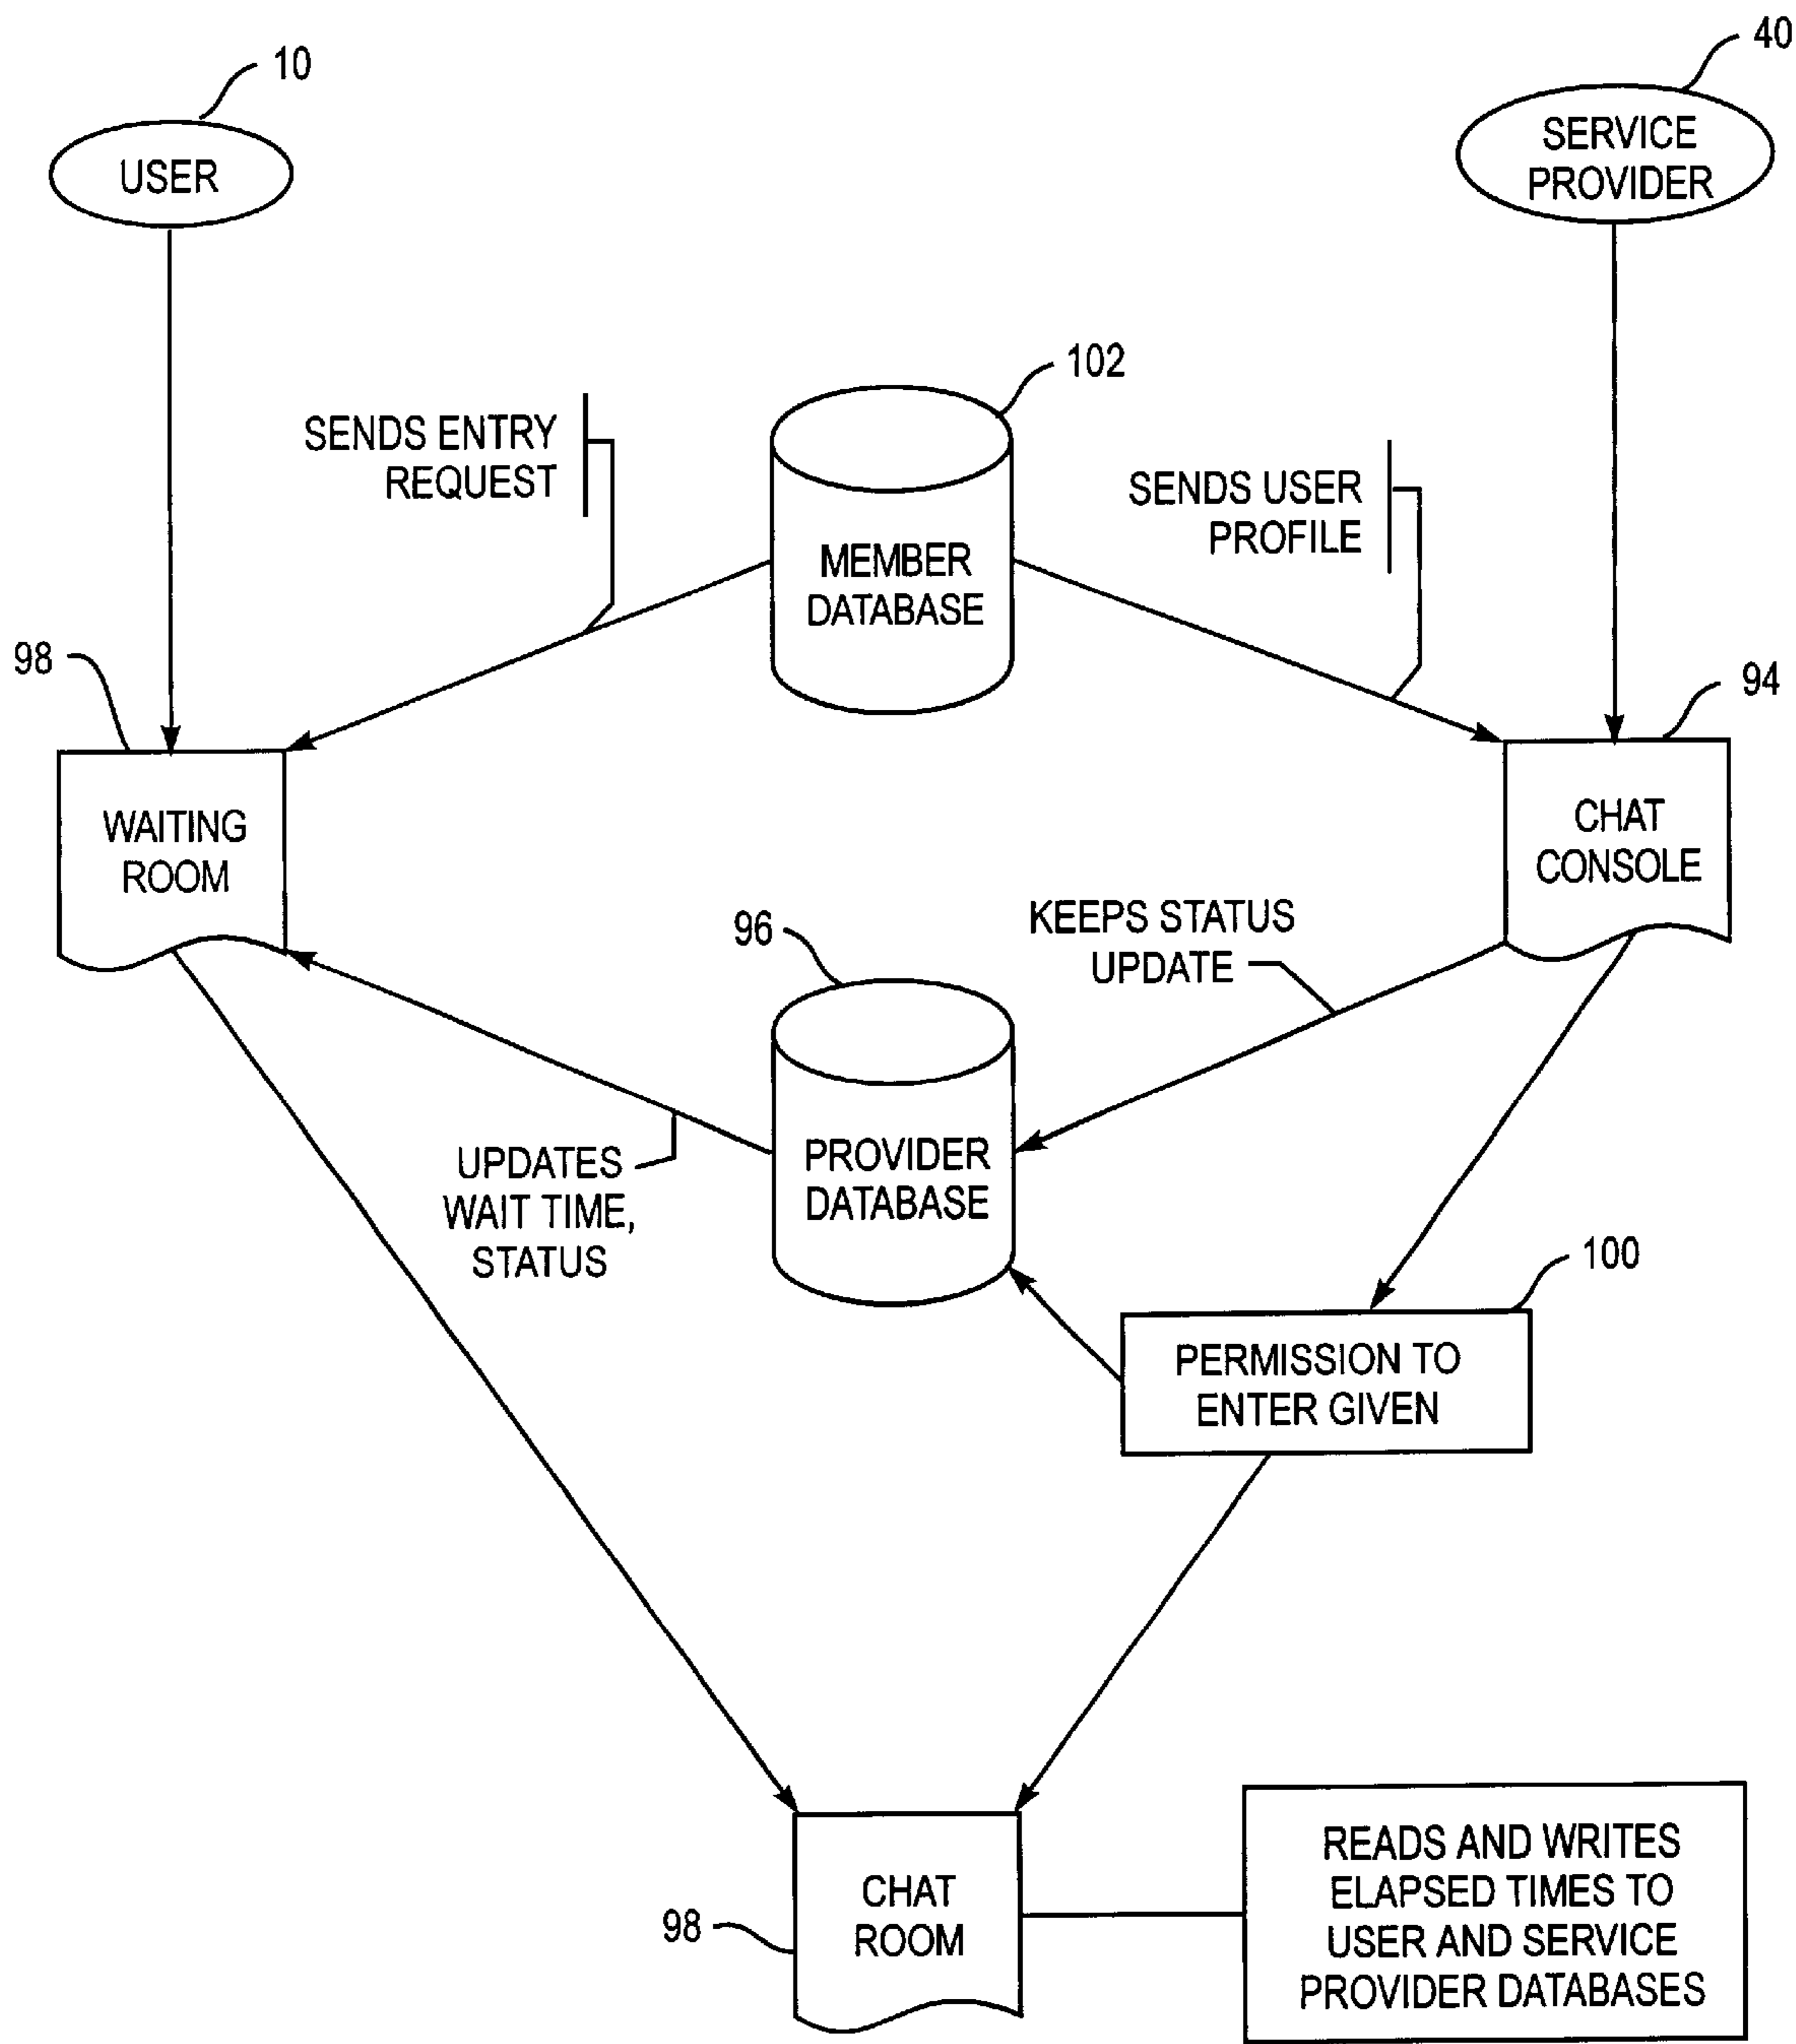 10
40
USER
SERVICE
PROVIDER
102
SENDS ENTRY
REQUEST
SENDS USER
PROFILE
MEMBER
DATABASE
98
94
WAITING
ROOM
CHAT
CONSOLE
96
KEEPS STATUS
UPDATE
UPDATES
WAIT TIME,
STATUS
PROVIDER
DATABASE
100
PERMISSION TO
ENTER GIVEN
98
CHAT
ROOM
READS AND WRITES
ELAPSED TIMES TO
USER AND SERVICE
PROVIDER DATABASES